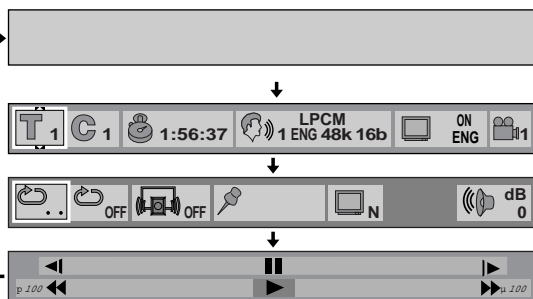 T 1 C 1 1:56:37 1 LPCM ENG 48k 16b ON ENG 1
. . OFF OFF N dB 0
p 100 µ 100